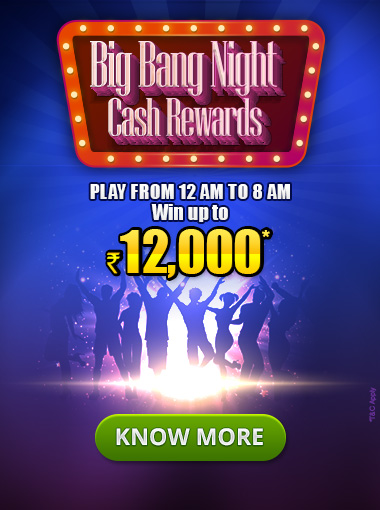 Big Bang Night
Cash Rewards
PLAY FROM 12 AM TO 8 AM
Win up to
₹12,000*
*T&C Apply
KNOW MORE